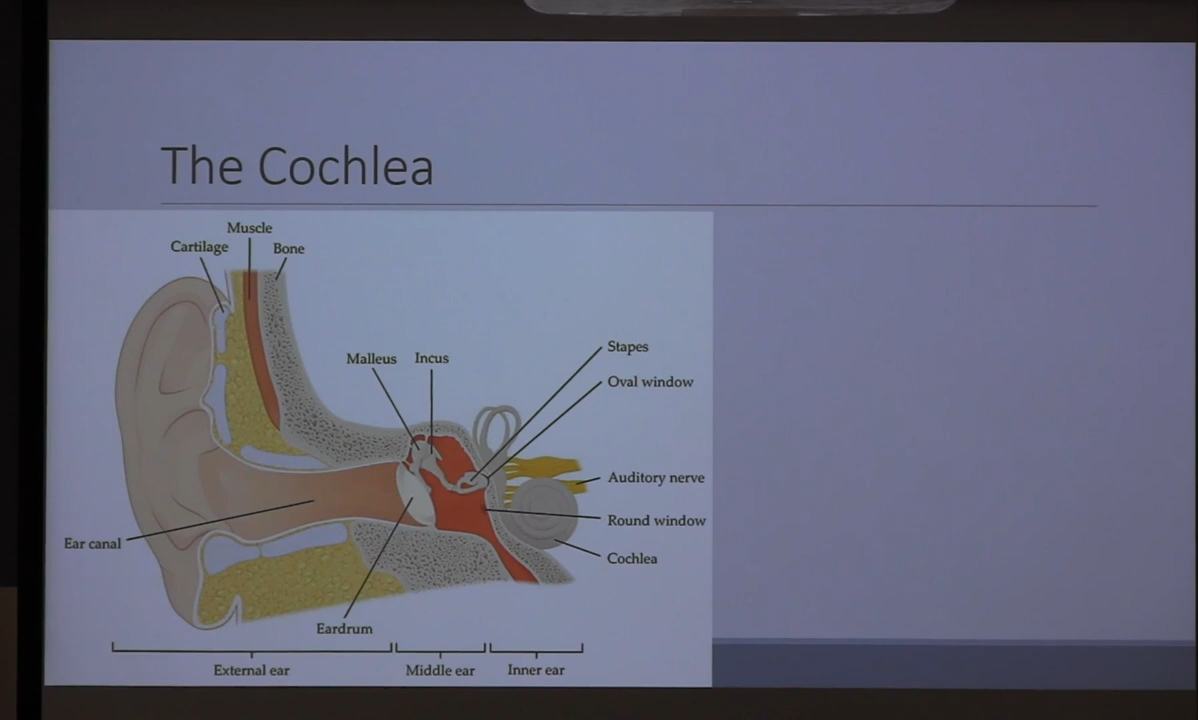 The Cochlea
Muscle
Cartilage
Bone
Malleus
Incus
Stapes
Oval window
Auditory nerve
Round window
Ear canal
Cochlea
Eardrum
External ear
Middle ear
Inner ear